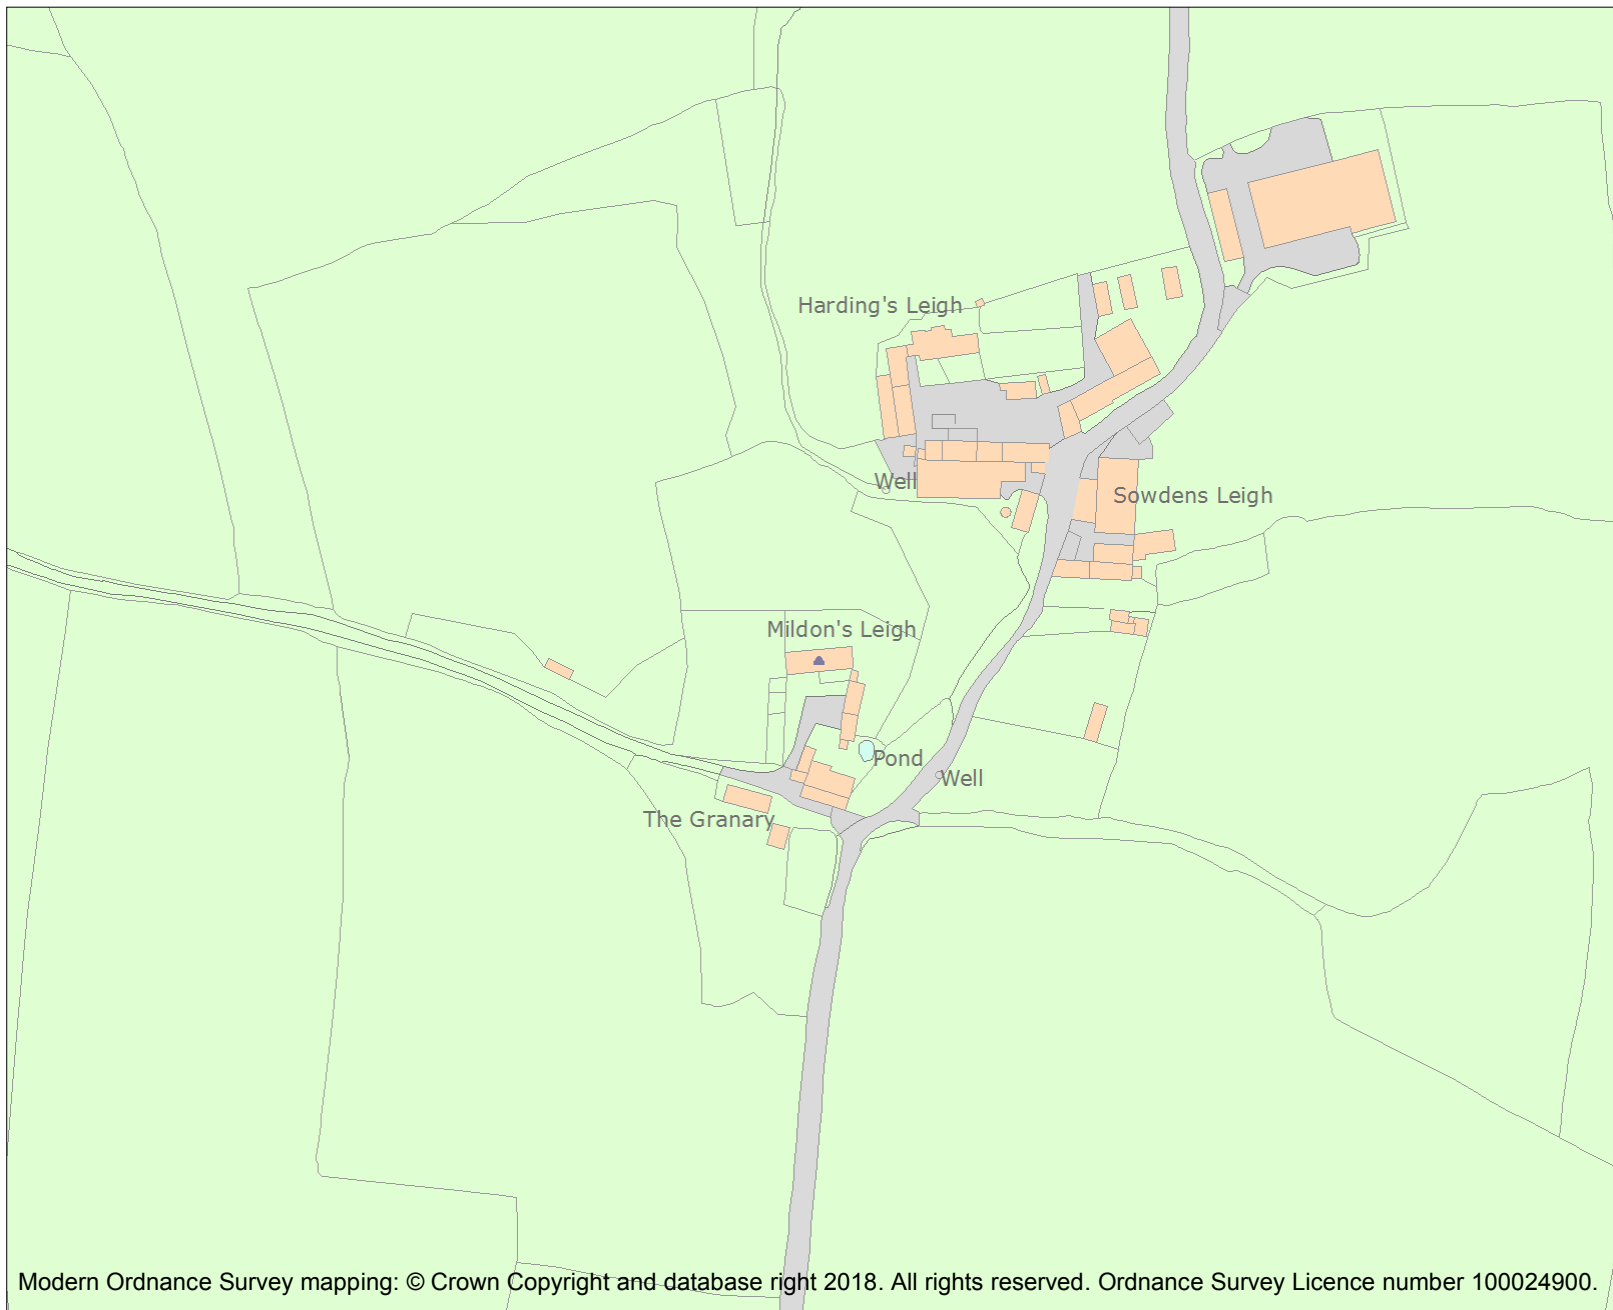 Harding's Leigh
Well
Sowdens Leigh
Mildon's Leigh
Pond
Well
The Granary
Modern Ordnance Survey mapping: © Crown Copyright and database right 2018. All rights reserved. Ordnance Survey Licence number 100024900.